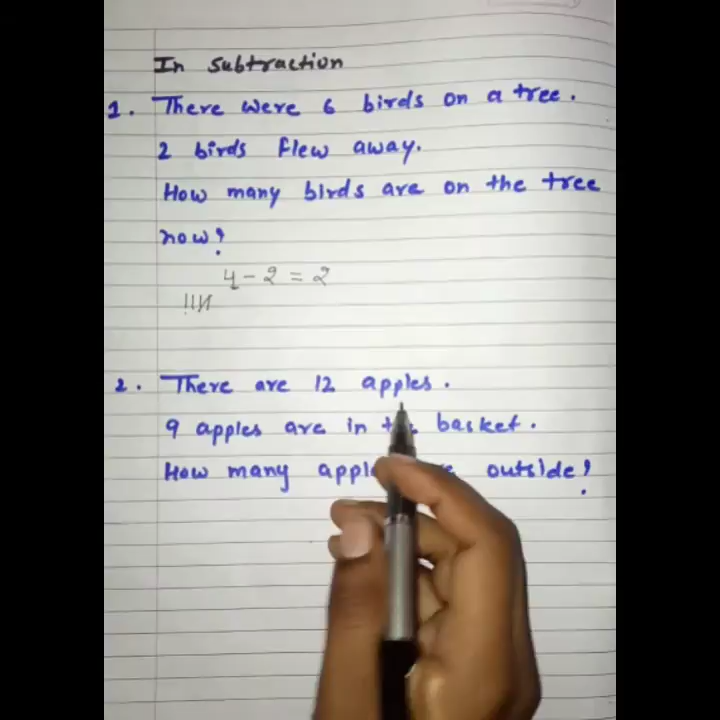 In Subtraction
1. There were 6 birds on a tree.
2 birds flew away.
How many birds are on the tree
now?
4 - 2 = 2
2. There are 12 apples.
9 apples are in basket.
How many outside?